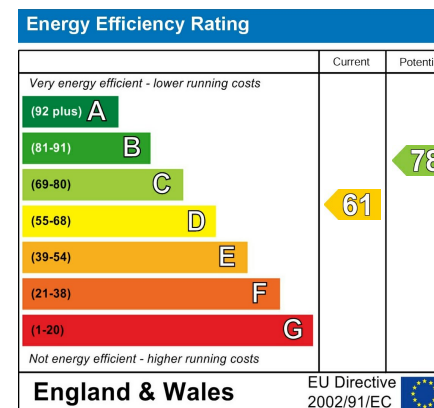 Energy Efficiency Rating
Current Potenti
Very energy efficient - lower running costs
(92 plus) A
(81-91) B
78
(69-80) C
(55-68) D
61
(39-54) E
(21-38) F
(1-20) G
Not energy efficient - higher running costs
England & Wales
EU Directive
2002/91/EC